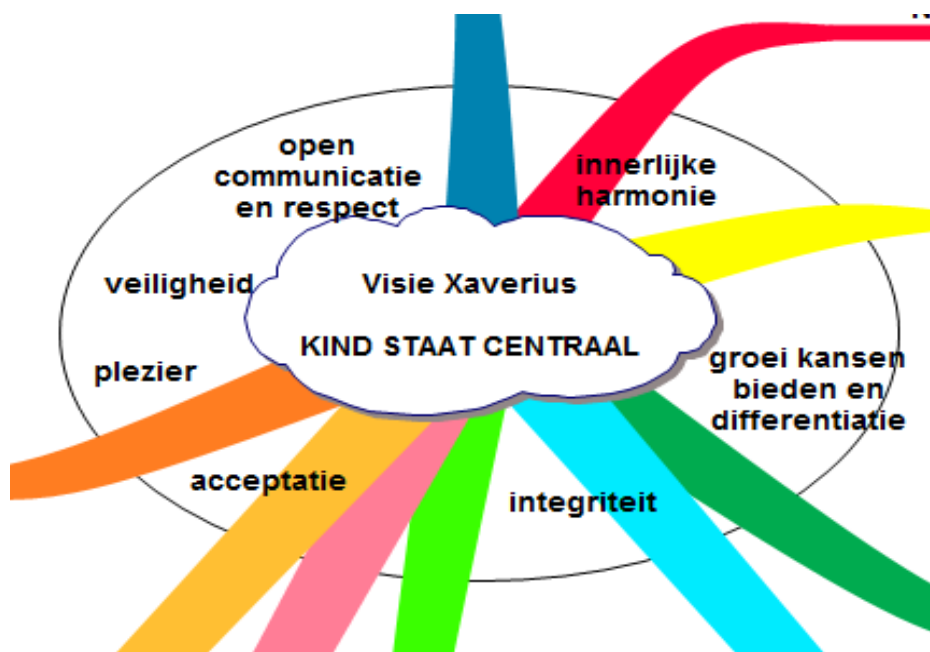 open
communicatie
en respect
innerlijke
harmonie
veiligheid
Visie Xaverius
KIND STAAT CENTRAAL
plezier
groei kansen
bieden en
differentiatie
acceptatie
integriteit